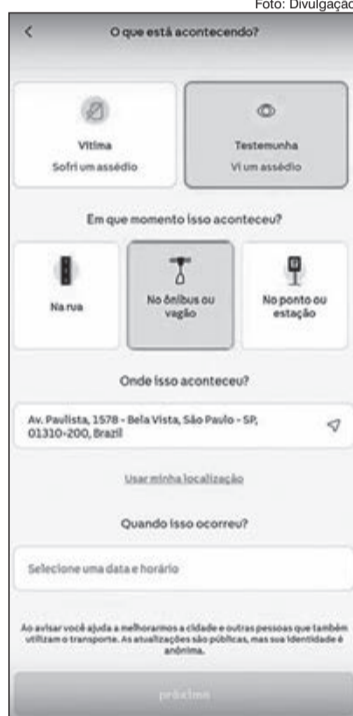 Foto: Divulgação
O que está acontecendo?
Vítima
Sofri um assédio
Testemunha
Vi um assédio
Em que momento isso aconteceu?
Na rua
No ônibus ou
vagão
No ponto ou
estação
Onde isso aconteceu?
Av. Paulista, 1578 - Bela Vista, São Paulo - SP,
01310-200, Brazil
Usar minha localização
Quando isso ocorreu?
Selecione uma data e horário
Ao avisar você ajuda a melhorarmos a cidade e outras pessoas que também
utilizam o transporte. As atualizações são públicas, mas sua identidade é
anônima.
próximo